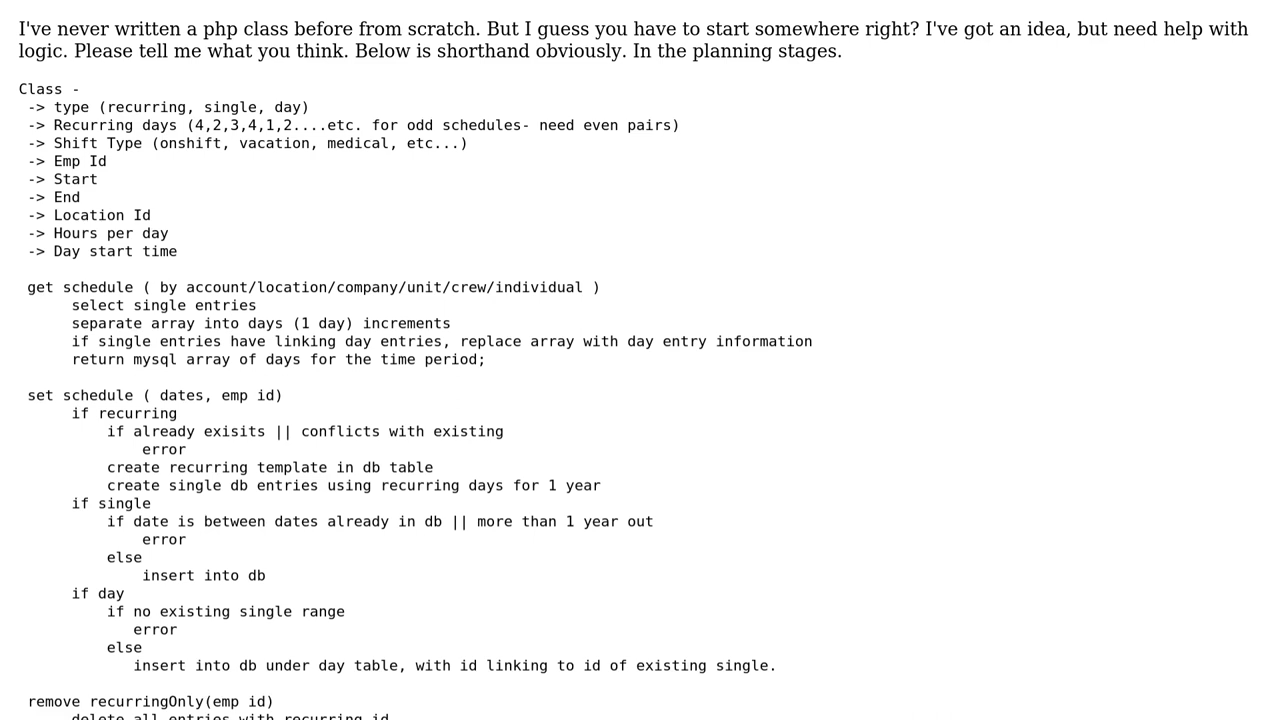 I've never written a php class before from scratch. But I guess you have to start somewhere right? I've got an idea, but need help with
logic. Please tell me what you think. Below is shorthand obviously. In the planning stages.
Class -
-> type (recurring, single, day)
-> Recurring days (4,2,3,4,1,2....etc. for odd schedules- need even pairs)
-> Shift Type (onshift, vacation, medical, etc...)
-> Emp Id
-> Start
-> End
-> Location Id
-> Hours per day
-> Day start time
get schedule ( by account/location/company/unit/crew/individual )
select single entries
separate array into days (1 day) increments
if single entries have linking day entries, replace array with day entry information
return mysql array of days for the time period;
set schedule ( dates, emp id)
if recurring
if already exisits || conflicts with existing
error
create recurring template in db table
create single db entries using recurring days for 1 year
if single
if date is between dates already in db || more than 1 year out
error
else
insert into db
if day
if no existing single range
error
else
insert into db under day table, with id linking to id of existing single.
remove recurringOnly(emp id)
delete all entries with recurring id